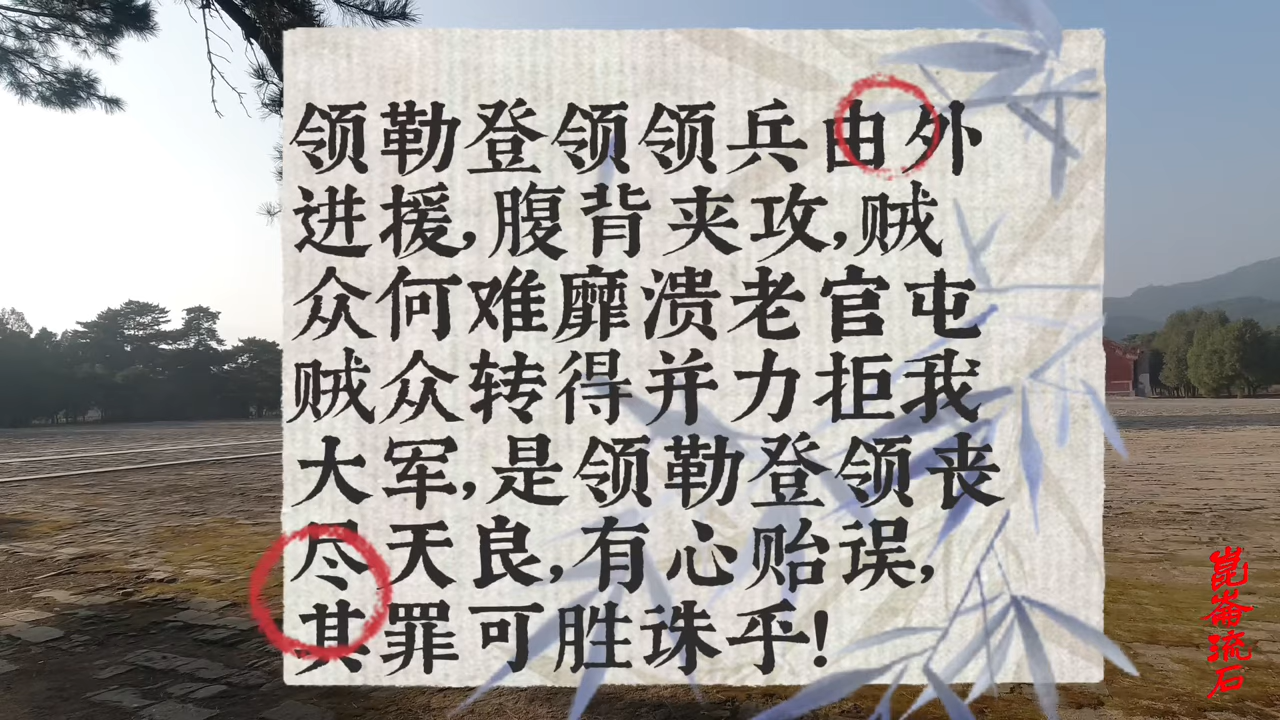 领勒登领领兵由外
进援,腹背夹攻,贼
众何难靡溃老官屯
贼众转得并力拒我
大军,是领勒登领丧
尽天良,有心贻误,
其罪可胜诛乎!
崑崙流石